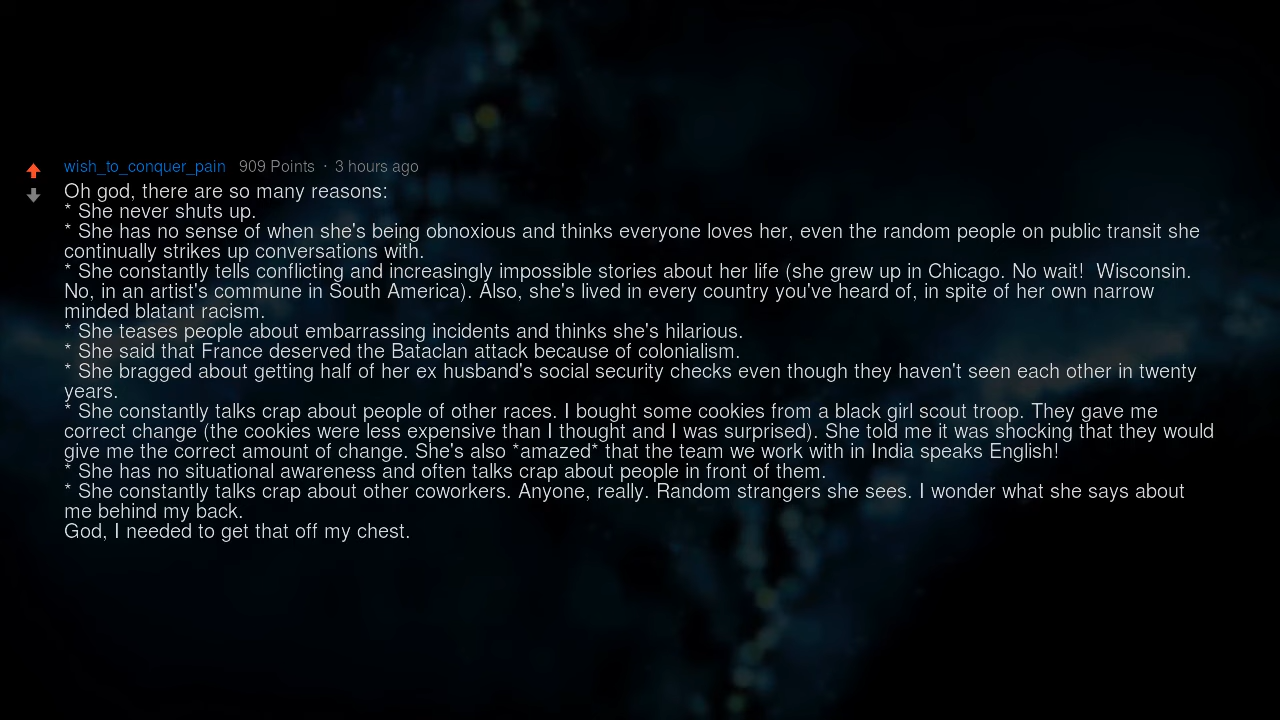 wish_to_conquer_pain 909 Points · 3 hours ago
Oh god, there are so many reasons:
* She never shuts up.
* She has no sense of when she's being obnoxious and thinks everyone loves her, even the random people on public transit she
continually strikes up conversations with.
* She constantly tells conflicting and increasingly impossible stories about her life (she grew up in Chicago. No wait!  Wisconsin.
No, in an artist's commune in South America). Also, she's lived in every country you've heard of, in spite of her own narrow
minded blatant racism.
* She teases people about embarrassing incidents and thinks she's hilarious.
* She said that France deserved the Bataclan attack because of colonialism.
* She bragged about getting half of her ex husband's social security checks even though they haven't seen each other in twenty
years.
* She constantly talks crap about people of other races. I bought some cookies from a black girl scout troop. They gave me
correct change (the cookies were less expensive than I thought and I was surprised). She told me it was shocking that they would
give me the correct amount of change. She's also *amazed* that the team we work with in India speaks English!
* She has no situational awareness and often talks crap about people in front of them.
* She constantly talks crap about other coworkers. Anyone, really. Random strangers she sees. I wonder what she says about
me behind my back.
God, I needed to get that off my chest.